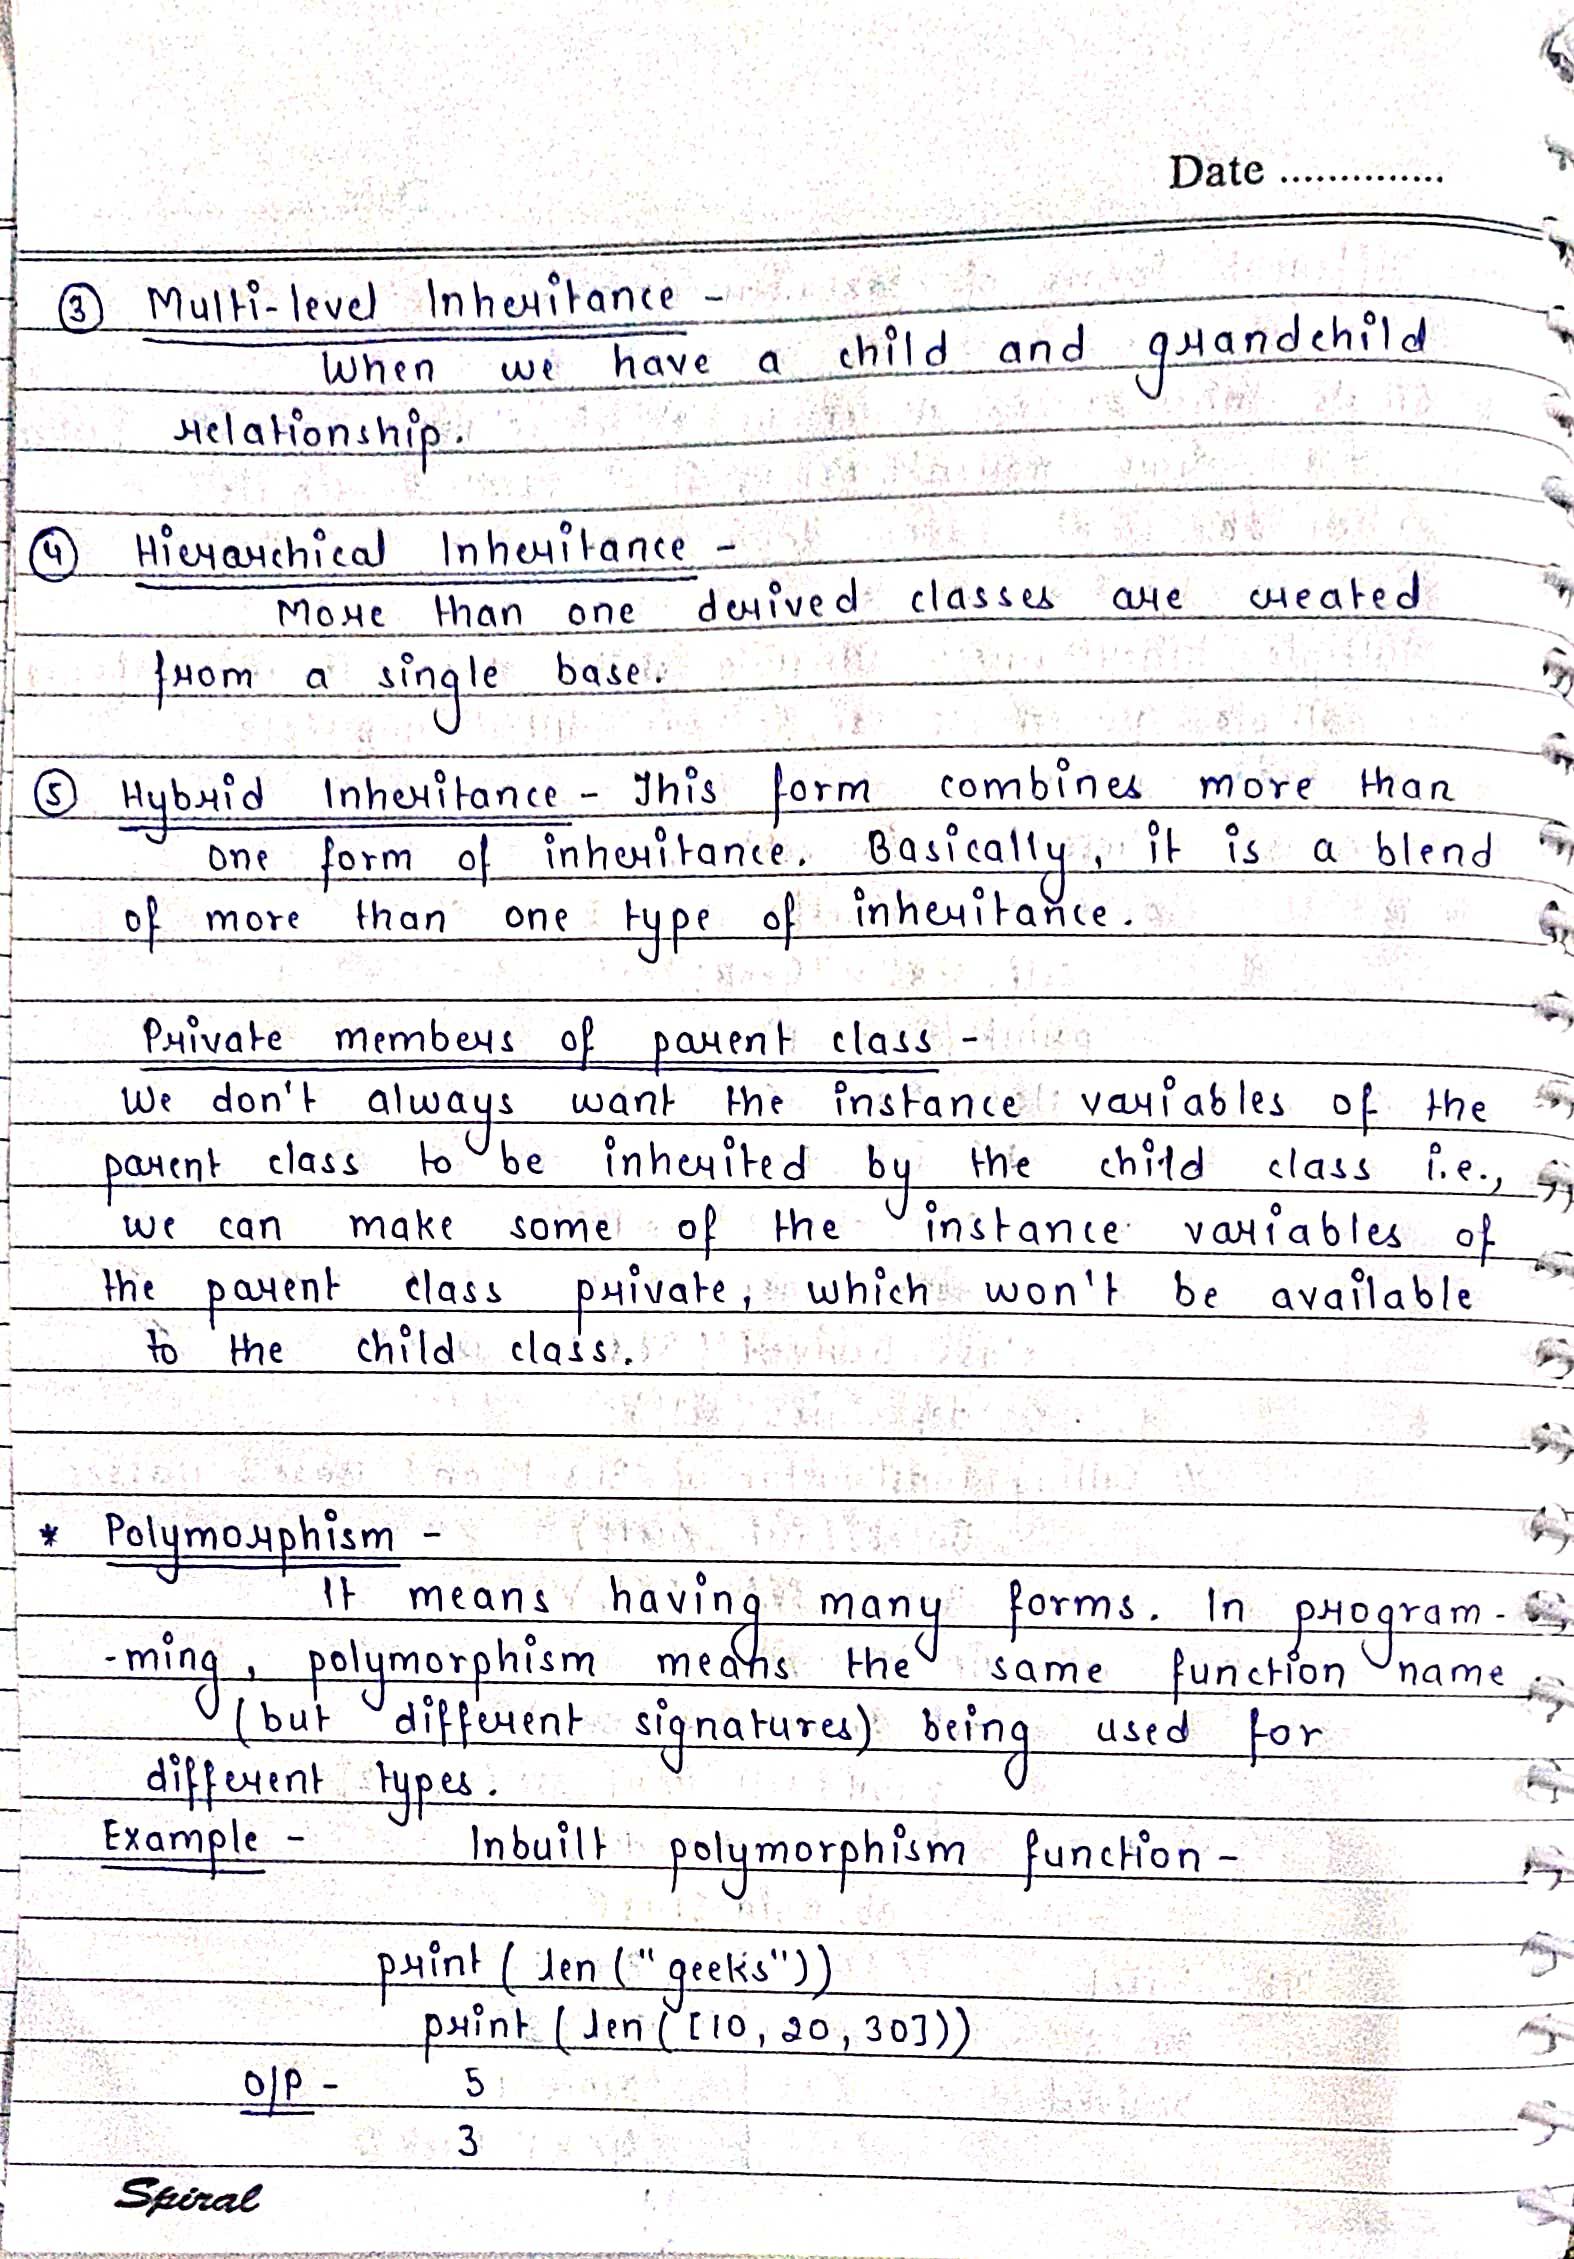 Date ..............
③ Multi-level Inheritance -
When we have a child and grandchild
relationship.
④ Hierarchical Inheritance -
More than one derived classes are created
from a single base.
⑤ Hybrid Inheritance - This form combines more than
one form of inheritance. Basically, it is a blend
of more than one type of inheritance.
Private members of parent class -
We don't always want the instance variables of the
parent class to be inherited by the child class i.e.,
we can make some of the instance variables of
the parent class private, which won't be available
to the child class.
* Polymorphism -
It means having many forms. In program-
-ming, polymorphism means the same function name
(but different signatures) being used for
different types.
Example - Inbuilt polymorphism function -
print ( len ("geeks"))
print ( len ( [10, 20, 30]))
O/P - 5
3
Spiral